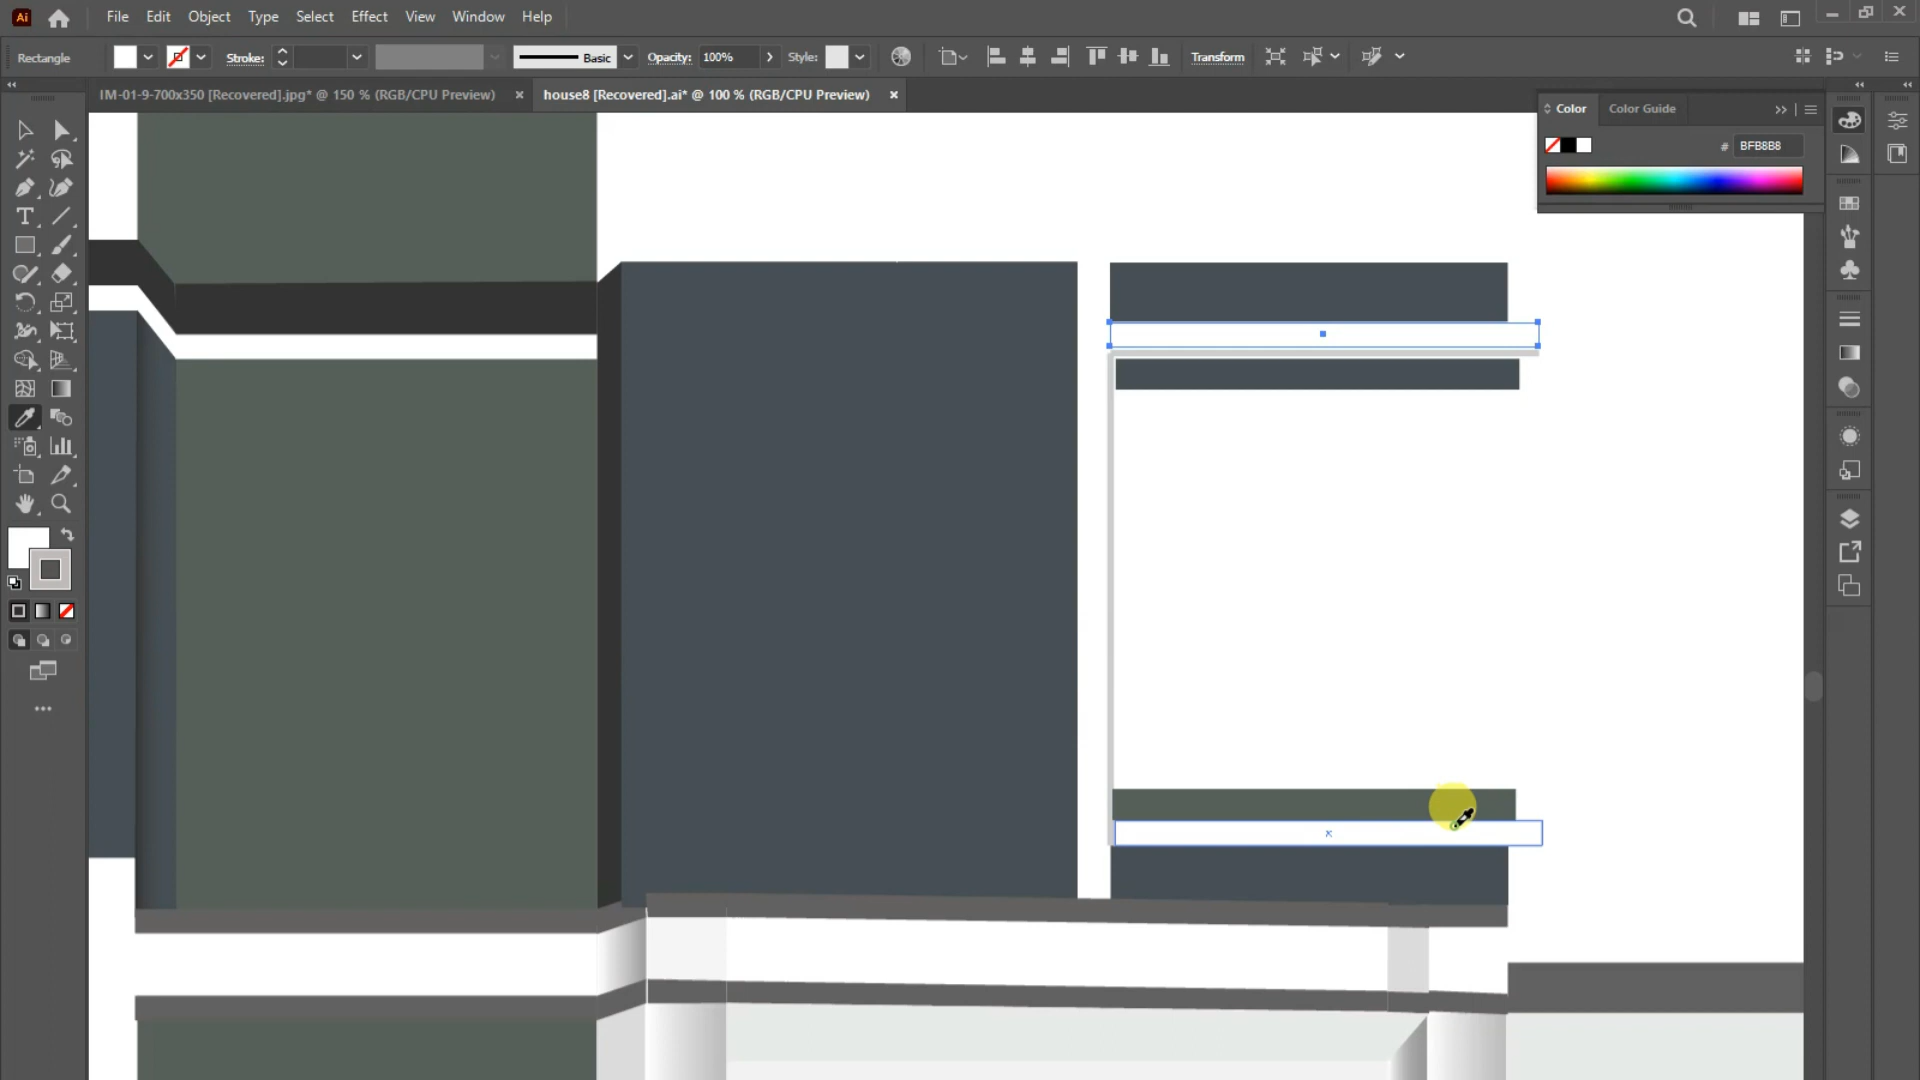 Ai File Edit Object Type Select Effect View Window Help
Rectangle Stroke: Basic Opacity: 100% Style: Transform
IM-01-9-700x350 [Recovered].jpg* @ 150 % (RGB/CPU Preview) × house8 [Recovered].ai* @ 100 % (RGB/CPU Preview) ×
Color Color Guide
# BFB8B8